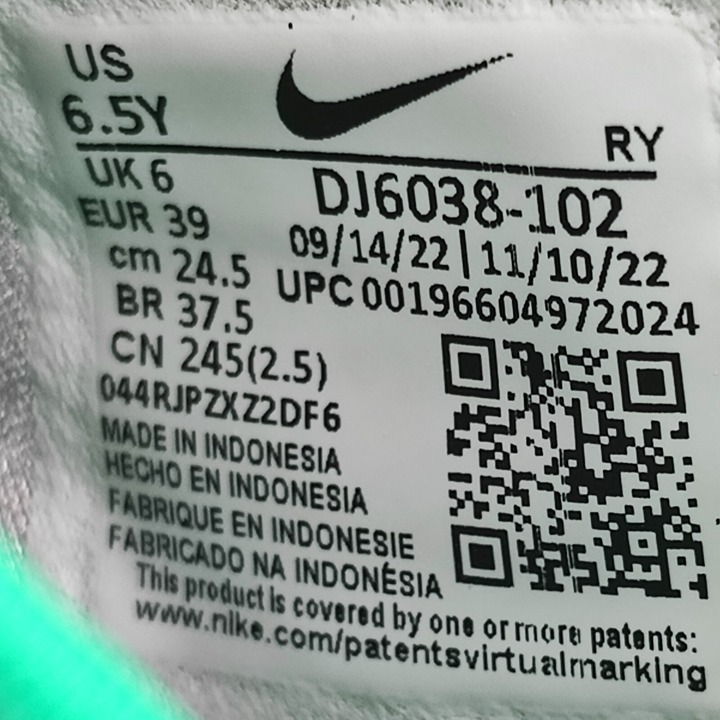 US
6.5Y
RY
UK 6
EUR 39
cm 24.5
BR 37.5
CN 245(2.5)
DJ6038-102
09/14/22 | 11/10/22
UPC 00196604972024
044RJPZXZ2DF6
MADE IN INDONESIA
HECHO EN INDONESIA
FABRIQUE EN INDONESIE
FABRICADO NA INDONÉSIA
This product is covered by one or more patents:
www.nike.com/patentsvirtualmarking